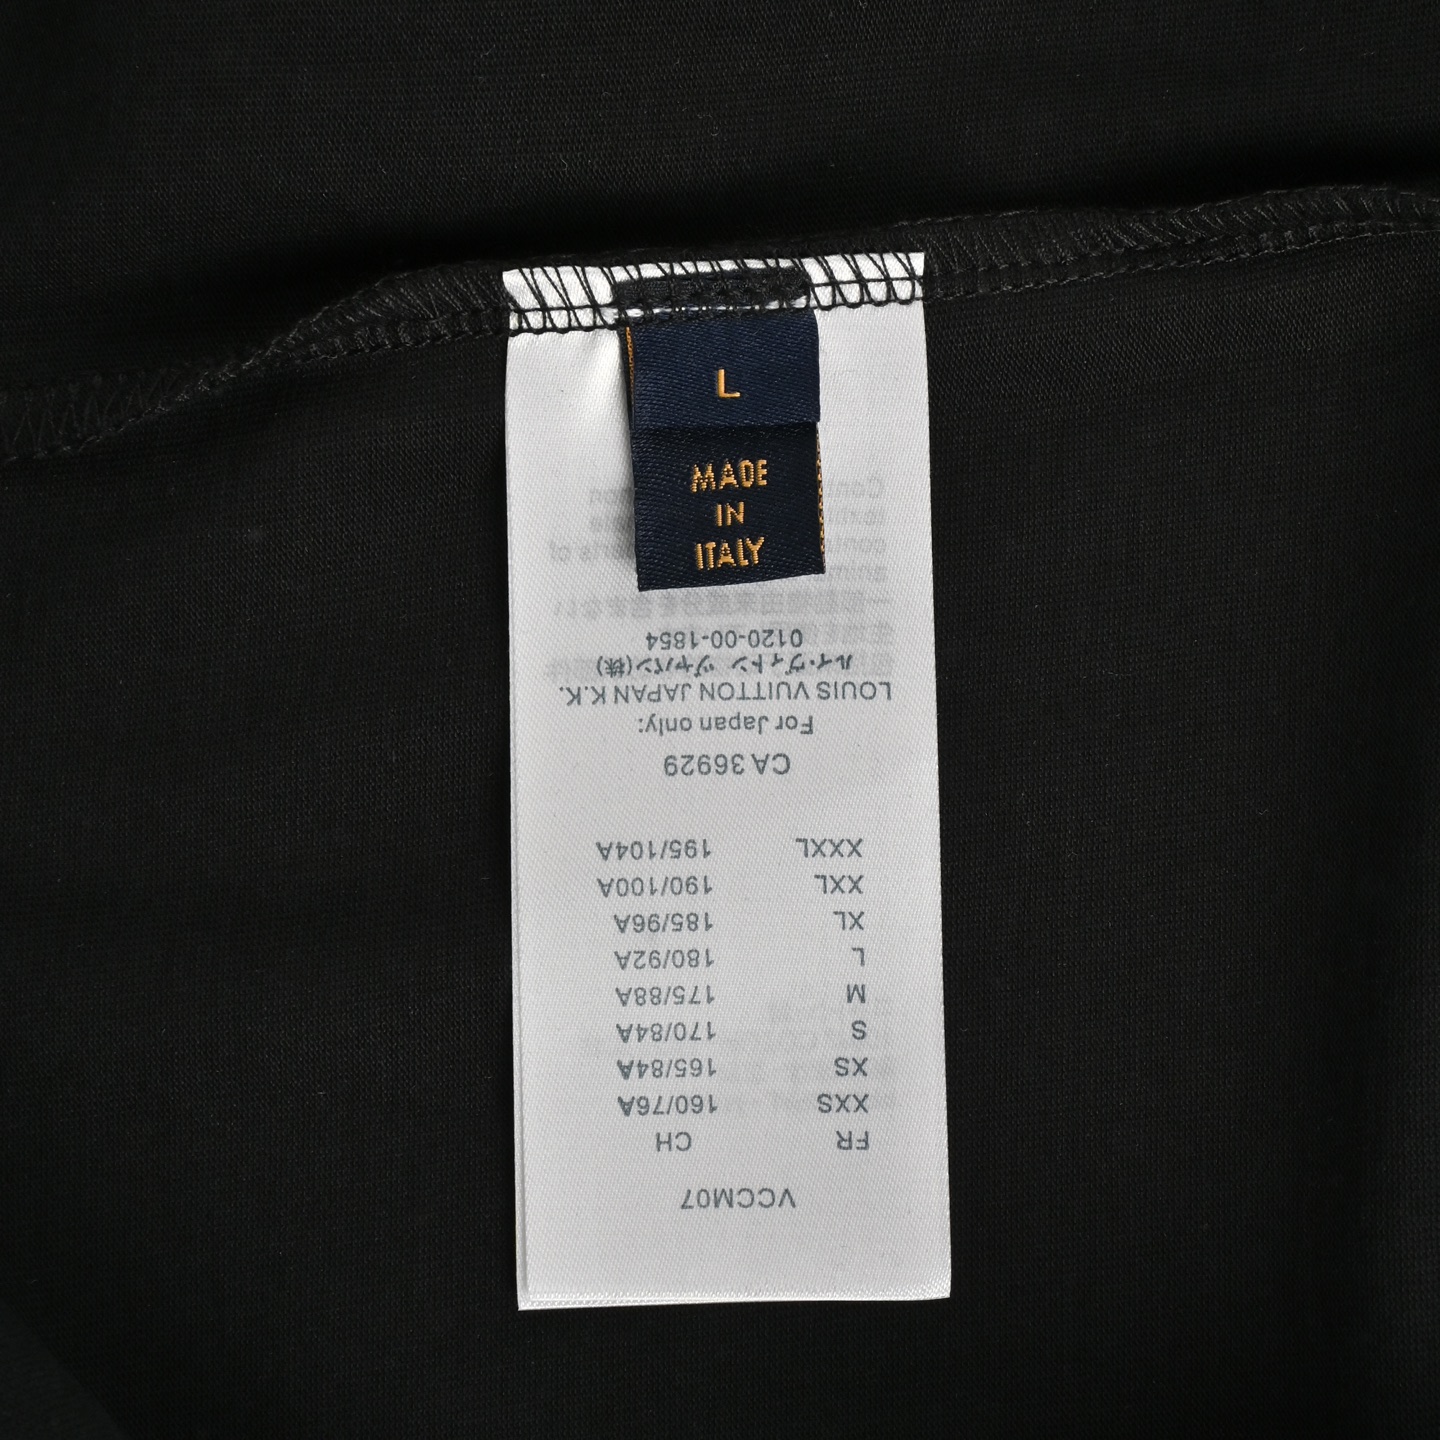 L
MADE
IN
ITALY
VCCM07
FR CH
XXS 160/76A
XS 165/84A
S 170/84A
M 175/88A
L 180/92A
XL 185/96A
XXL 190/100A
XXXL 195/104A
CA 36929
For Japan only:
LOUIS VUITTON JAPAN K.K.
ルイ・ヴィトン ジャパン(株)
0120-00-1854